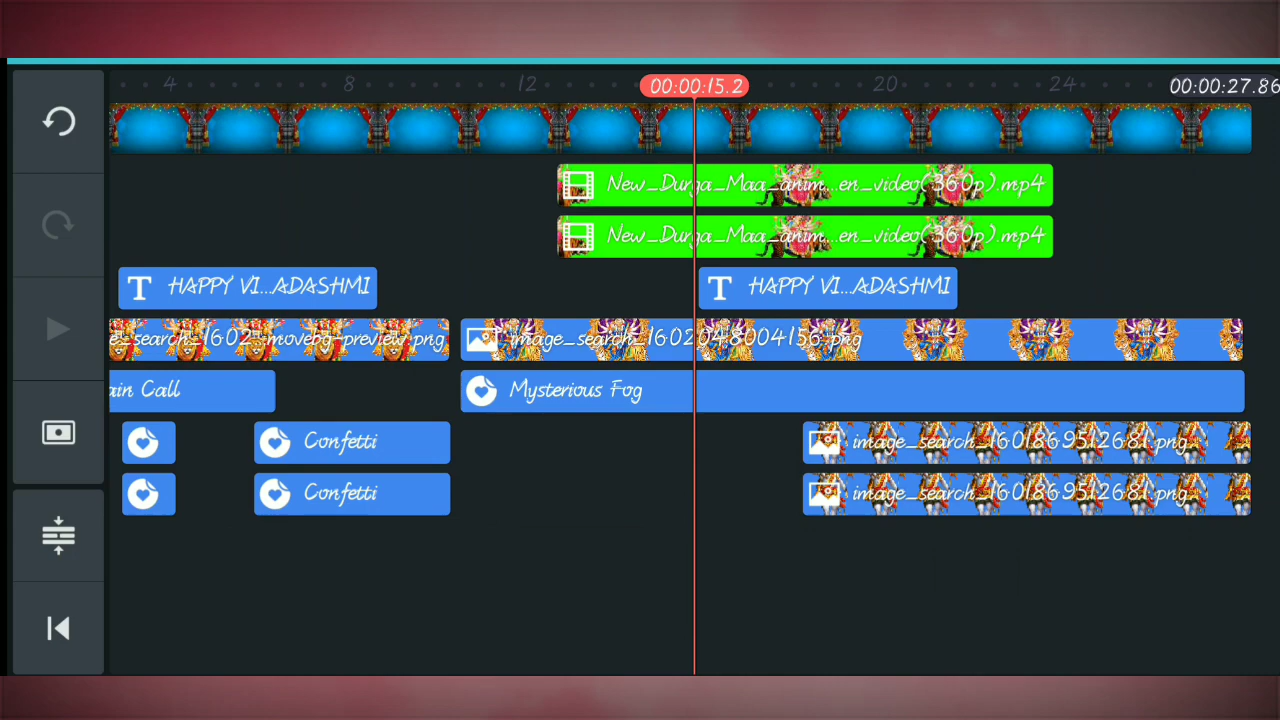 4 8 12 00:00:15.2 20 24 00:00:27.86
New_Durga_Maa_anim...en_video(360p).mp4
New_Durga_Maa_anim...en_video(360p).mp4
T HAPPY VI...ADASHMI T HAPPY VI...ADASHMI
e_search_1602...movebg-preview.png image_search_1602048004156.png
ain Call Mysterious Fog
Confetti image_search_1601869512681.png
Confetti image_search_1601869512681.png